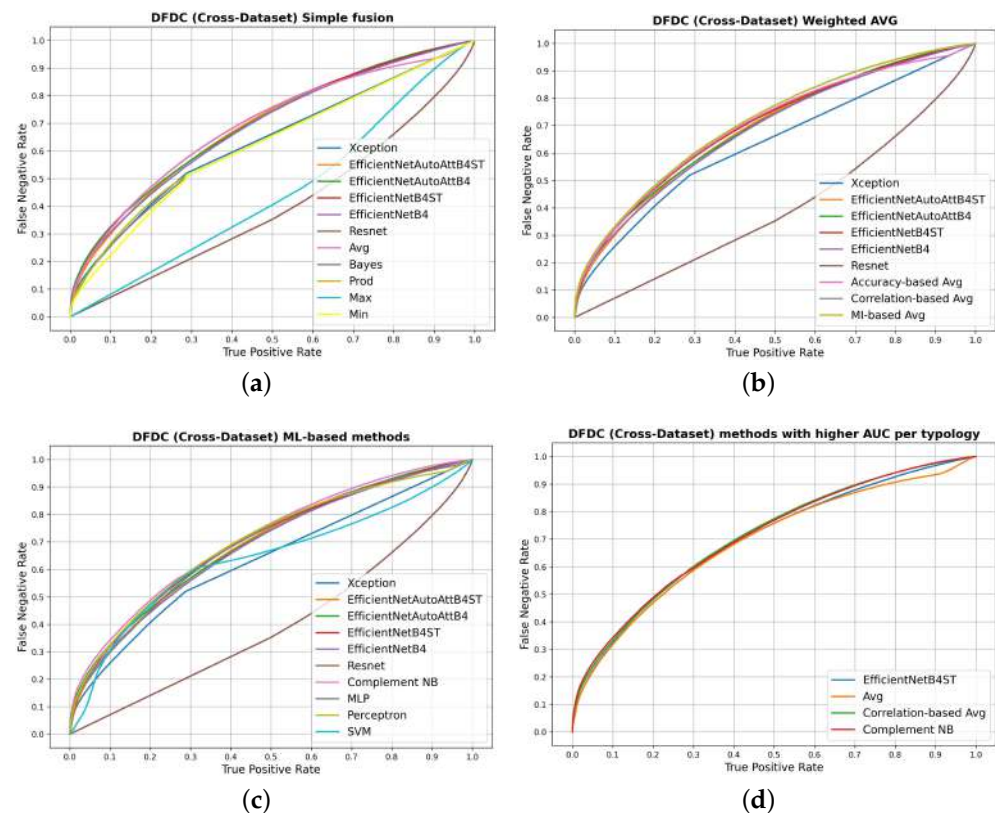 DFDC (Cross-Dataset) Simple fusion
1.0
0.9
0.8
0.7
0.6
0.5
0.4
0.3
0.2
0.1
0.0
False Negative Rate
Xception
EfficientNetAutoAttB4ST
EfficientNetAutoAttB4
EfficientNetB4ST
EfficientNetB4
Resnet
Avg
Bayes
Prod
Max
Min
0.0 0.1 0.2 0.3 0.4 0.5 0.6 0.7 0.8 0.9 1.0
True Positive Rate
(a)
DFDC (Cross-Dataset) Weighted AVG
1.0
0.9
0.8
0.7
0.6
0.5
0.4
0.3
0.2
0.1
0.0
False Negative Rate
Xception
EfficientNetAutoAttB4ST
EfficientNetAutoAttB4
EfficientNetB4ST
EfficientNetB4
Resnet
Accuracy-based Avg
Correlation-based Avg
MI-based Avg
0.0 0.1 0.2 0.3 0.4 0.5 0.6 0.7 0.8 0.9 1.0
True Positive Rate
(b)
DFDC (Cross-Dataset) ML-based methods
1.0
0.9
0.8
0.7
0.6
0.5
0.4
0.3
0.2
0.1
0.0
False Negative Rate
Xception
EfficientNetAutoAttB4ST
EfficientNetAutoAttB4
EfficientNetB4ST
EfficientNetB4
Resnet
Complement NB
MLP
Perceptron
SVM
0.0 0.1 0.2 0.3 0.4 0.5 0.6 0.7 0.8 0.9 1.0
True Positive Rate
(c)
DFDC (Cross-Dataset) methods with higher AUC per typology
1.0
0.9
0.8
0.7
0.6
0.5
0.4
0.3
0.2
0.1
0.0
False Negative Rate
EfficientNetB4ST
Avg
Correlation-based Avg
Complement NB
0.0 0.1 0.2 0.3 0.4 0.5 0.6 0.7 0.8 0.9 1.0
True Positive Rate
(d)